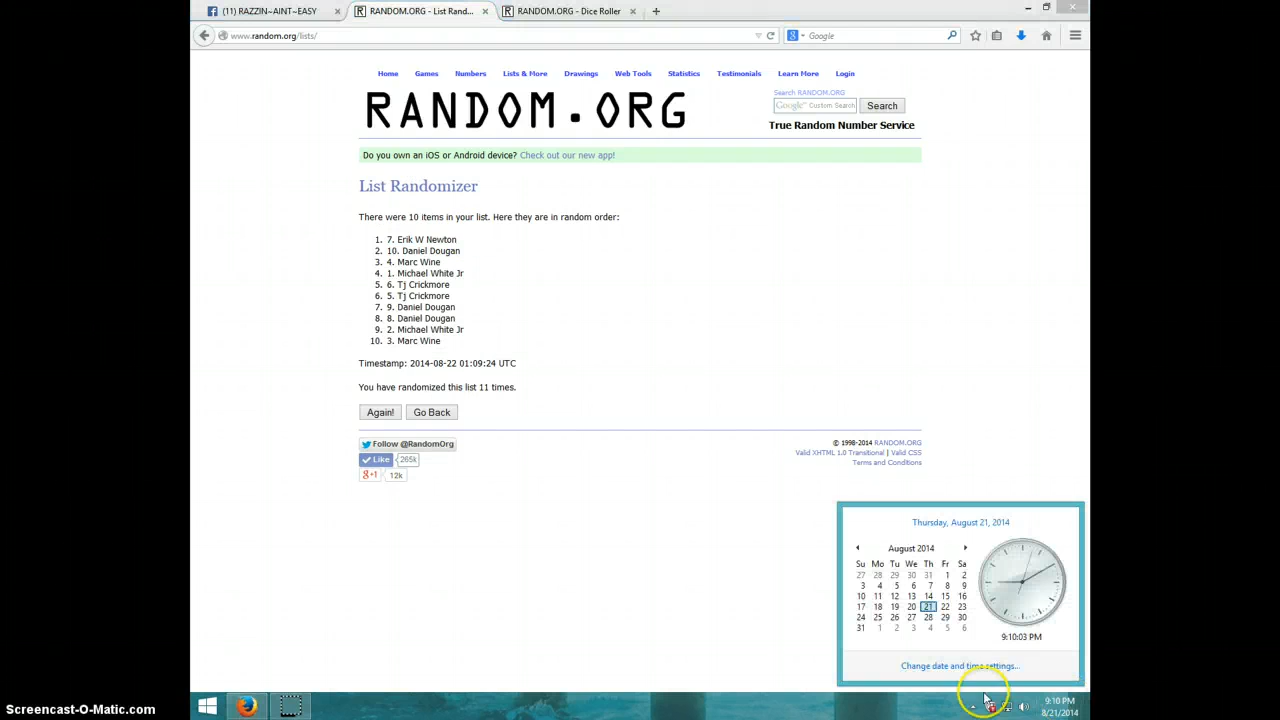 (11) RAZZIN~AINT~EASY
RANDOM.ORG - List Rand...
RANDOM.ORG - Dice Roller
www.random.org/lists/
Google
Home Games Numbers Lists & More Drawings Web Tools Statistics Testimonials Learn More Login
RANDOM.ORG
Search RANDOM.ORG
Google™ Custom Search Search
True Random Number Service
Do you own an iOS or Android device? Check out our new app!
List Randomizer
There were 10 items in your list. Here they are in random order:
1. 7. Erik W Newton
2. 10. Daniel Dougan
3. 4. Marc Wine
4. 1. Michael White Jr
5. 6. Tj Crickmore
6. 5. Tj Crickmore
7. 9. Daniel Dougan
8. 8. Daniel Dougan
9. 2. Michael White Jr
10. 3. Marc Wine
Timestamp: 2014-08-22 01:09:24 UTC
You have randomized this list 11 times.
Again! Go Back
Follow @RandomOrg
Like 265k
g+1 12k
© 1998-2014 RANDOM.ORG
Valid XHTML 1.0 Transitional | Valid CSS
Terms and Conditions
Thursday, August 21, 2014
August 2014
Su Mo Tu We Th Fr Sa
27 28 29 30 31 1 2
3 4 5 6 7 8 9
10 11 12 13 14 15 16
17 18 19 20 21 22 23
24 25 26 27 28 29 30
31 1 2 3 4 5 6
9:10:03 PM
Change date and time settings...
9:10 PM
8/21/2014
Screencast-O-Matic.com